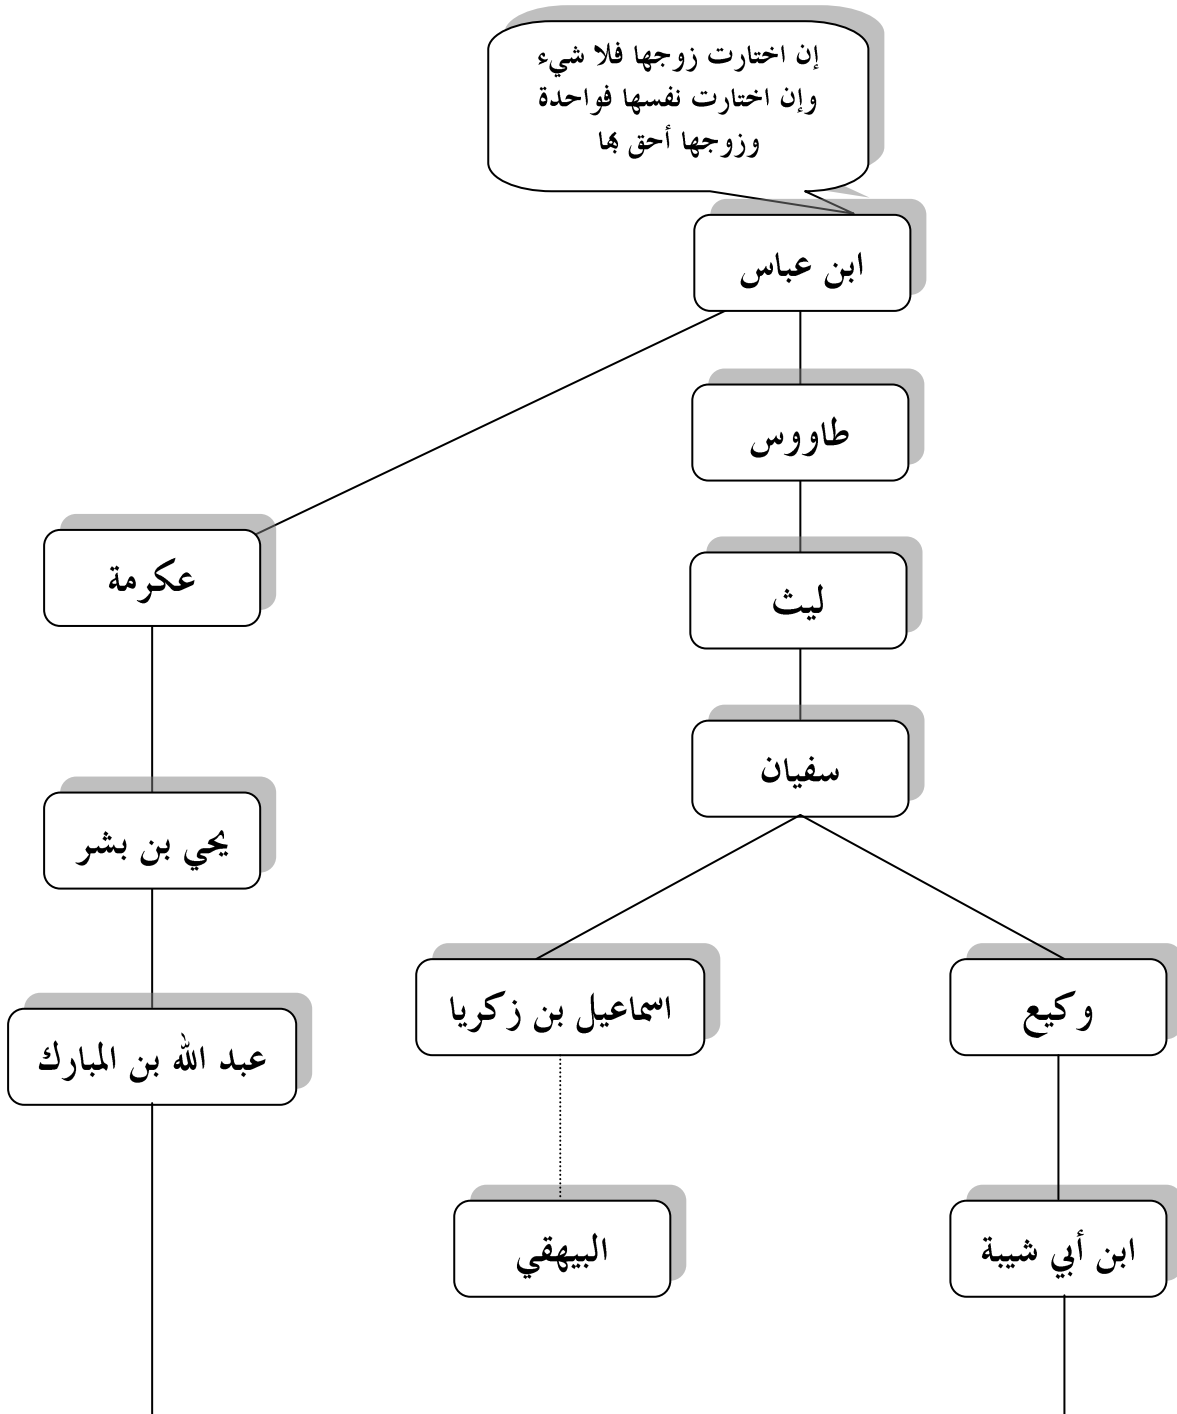 إن اختارت زوجها فلا شيء
وإن اختارت نفسها فواحدة
وزوجها أحق بها
ابن عباس
طاووس
عكرمة
ليث
سفيان
يحي بن بشر
وكيع
اسماعيل بن زكريا
عبد الله بن المبارك
ابن أبي شيبة
البيهقي